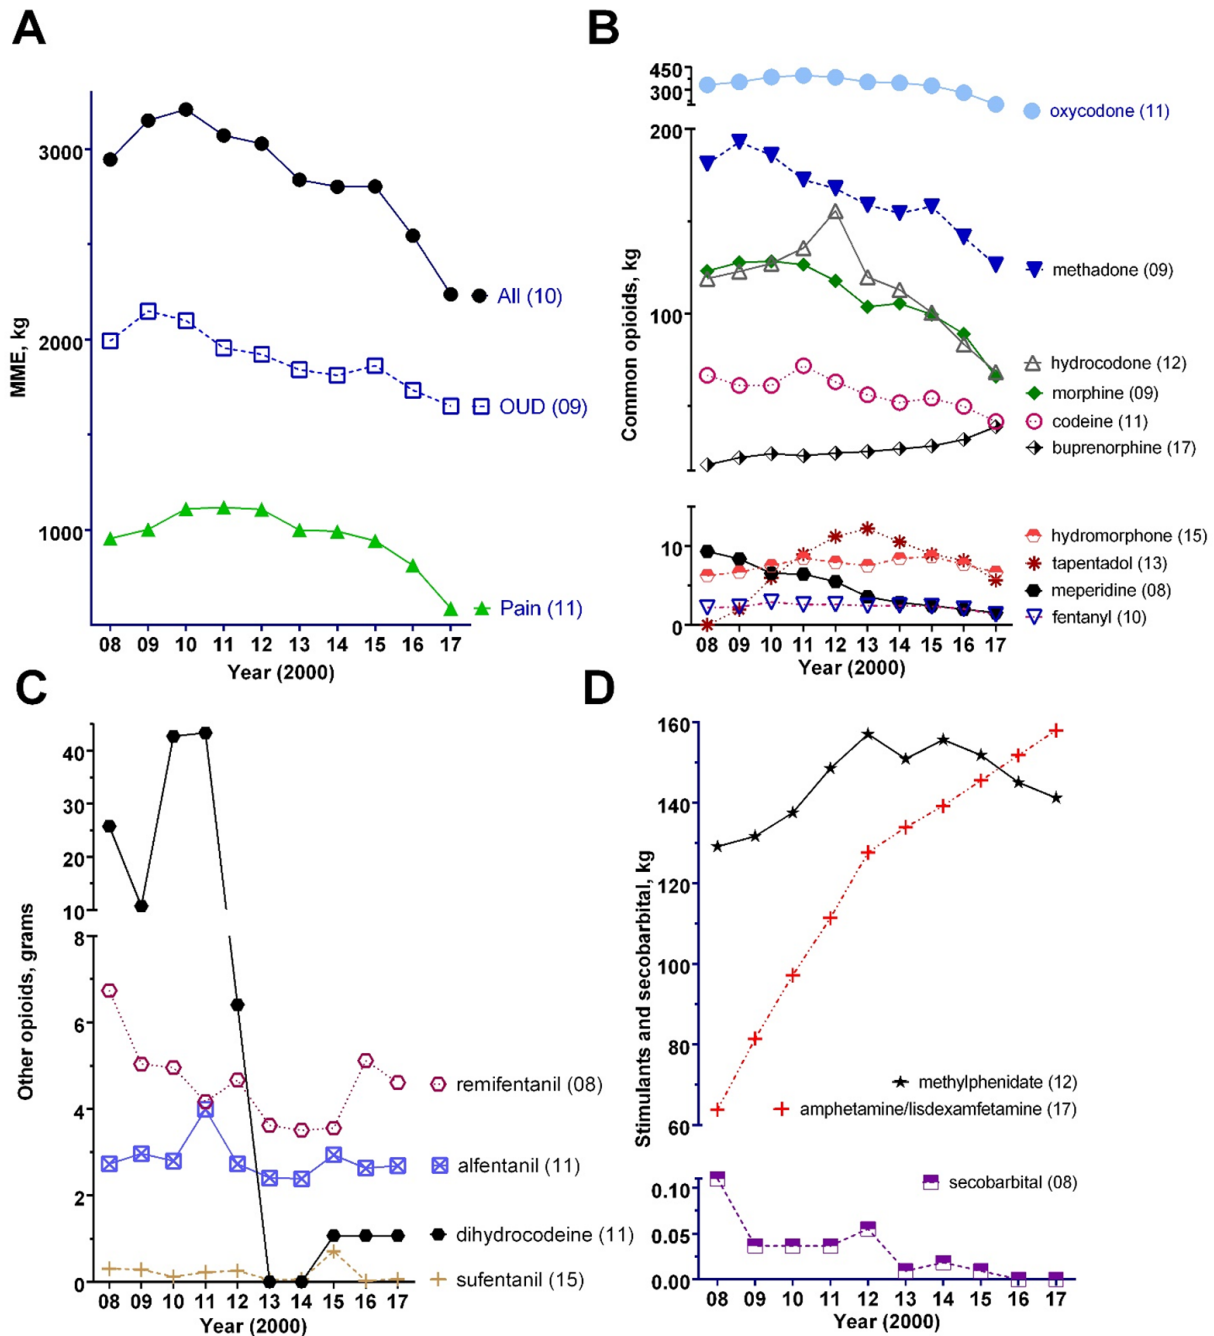 A
MME, kg
3000
2000
1000
All (10)
OUD (09)
Pain (11)
08 09 10 11 12 13 14 15 16 17
Year (2000)
B
Common opioids, kg
450
300
200
100
10
0
oxycodone (11)
methadone (09)
hydrocodone (12)
morphine (09)
codeine (11)
buprenorphine (17)
hydromorphone (15)
tapentadol (13)
meperidine (08)
fentanyl (10)
08 09 10 11 12 13 14 15 16 17
Year (2000)
C
Other opioids, grams
40
30
20
10
8
6
4
2
0
remifentanil (08)
alfentanil (11)
dihydrocodeine (11)
sufentanil (15)
08 09 10 11 12 13 14 15 16 17
Year (2000)
D
Stimulants and secobarbital, kg
160
140
120
100
80
60
methylphenidate (12)
amphetamine/lisdexamfetamine (17)
0.10
0.05
0.00
secobarbital (08)
08 09 10 11 12 13 14 15 16 17
Year (2000)